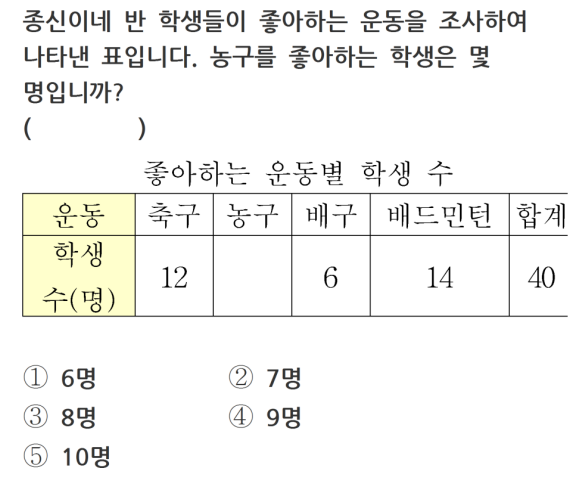 종신이네 반 학생들이 좋아하는 운동을 조사하여
나타낸 표입니다. 농구를 좋아하는 학생은 몇
명입니까?
( )
좋아하는 운동별 학생 수
운동 축구 농구 배구 배드민턴 합계
학생
수(명) 12 6 14 40
① 6명 ② 7명
③ 8명 ④ 9명
⑤ 10명